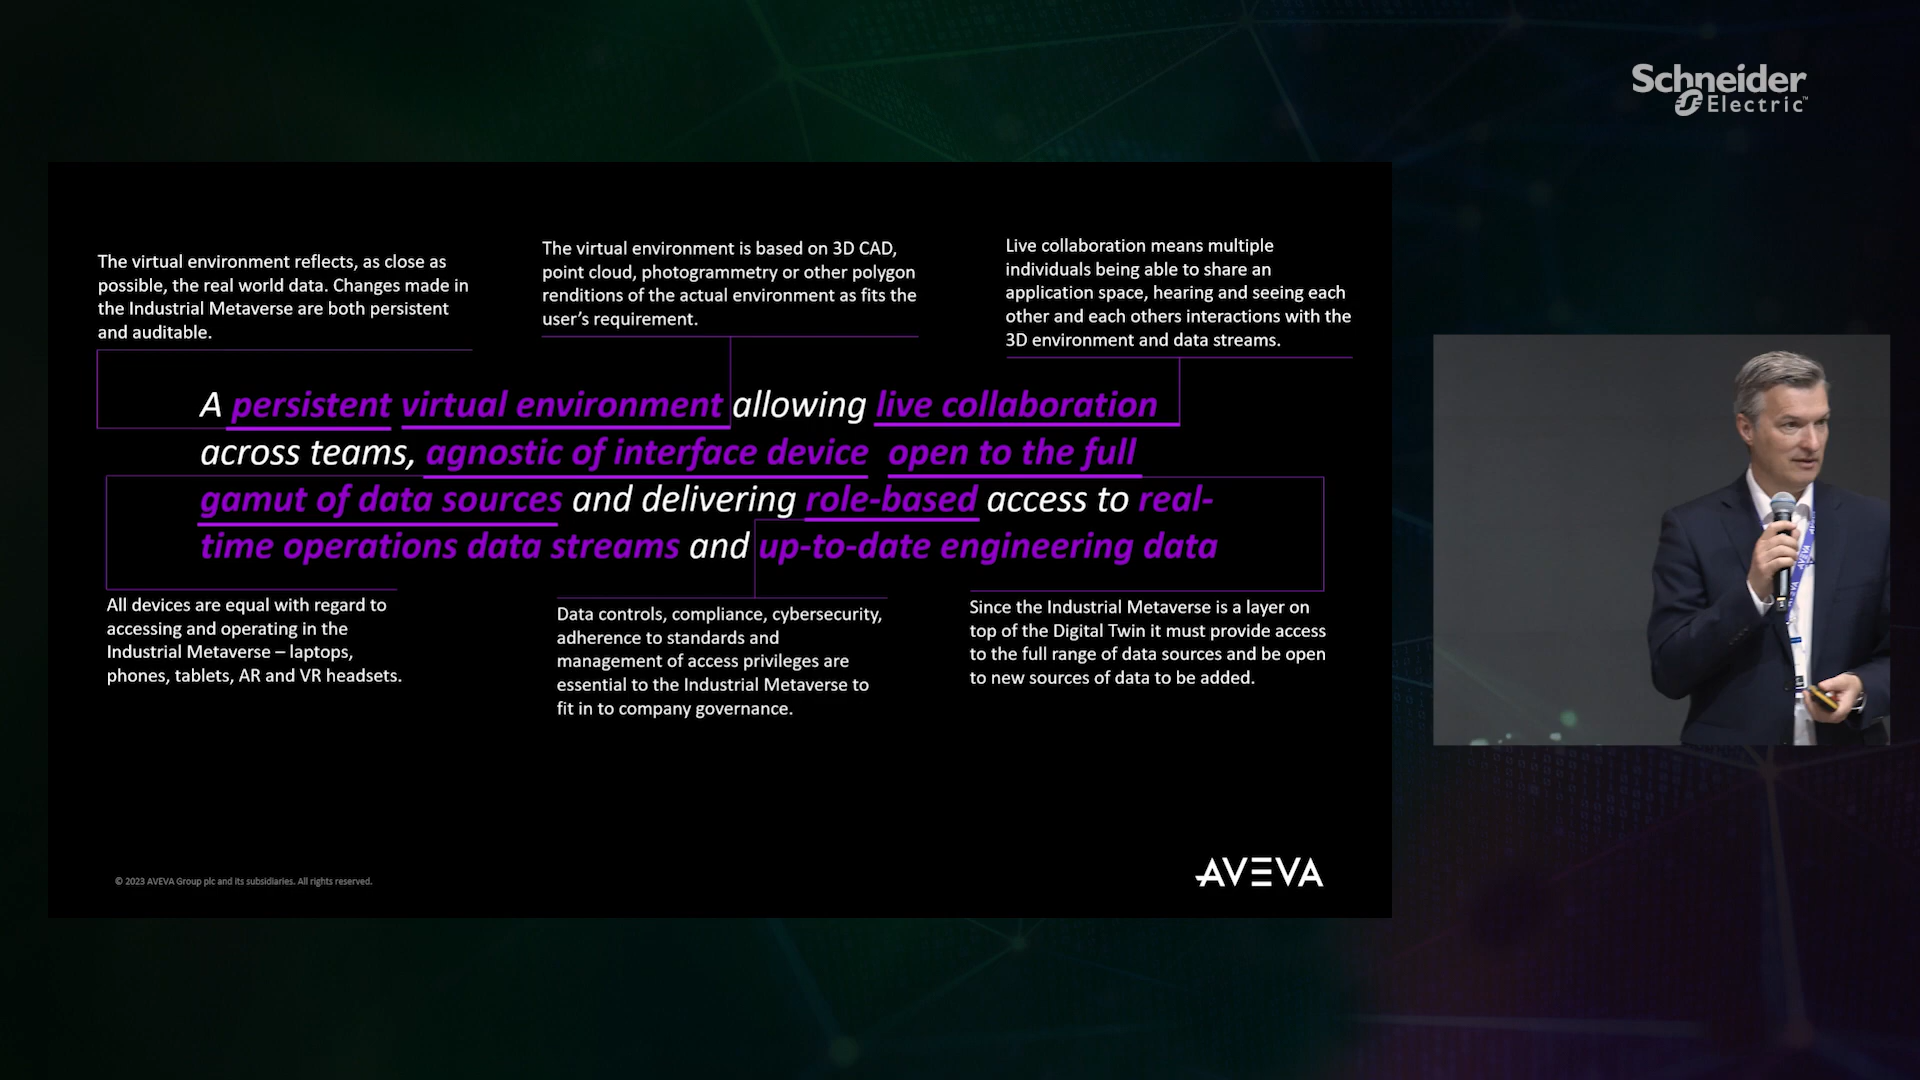 Schneider
Electric™
The virtual environment reflects, as close as
possible, the real world data. Changes made in
the Industrial Metaverse are both persistent
and auditable.
The virtual environment is based on 3D CAD,
point cloud, photogrammetry or other polygon
renditions of the actual environment as fits the
user's requirement.
Live collaboration means multiple
individuals being able to share an
application space, hearing and seeing each
other and each others interactions with the
3D environment and data streams.
A persistent virtual environment allowing live collaboration
across teams, agnostic of interface device open to the full
gamut of data sources and delivering role-based access to real-
time operations data streams and up-to-date engineering data
All devices are equal with regard to
accessing and operating in the
Industrial Metaverse – laptops,
phones, tablets, AR and VR headsets.
Data controls, compliance, cybersecurity,
adherence to standards and
management of access privileges are
essential to the Industrial Metaverse to
fit in to company governance.
Since the Industrial Metaverse is a layer on
top of the Digital Twin it must provide access
to the full range of data sources and be open
to new sources of data to be added.
© 2023 AVEVA Group plc and its subsidiaries. All rights reserved.
AVEVA
AVEVA